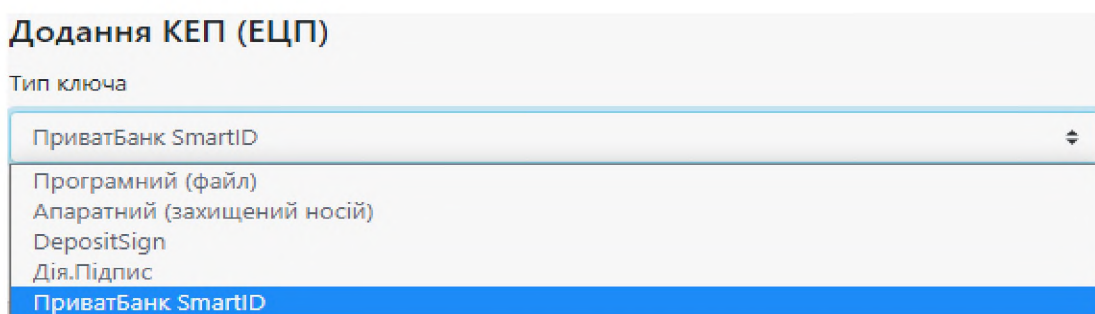 Додання КЕП (ЕЦП)
Тип ключа
ПриватБанк SmartID
Програмний (файл)
Апаратний (захищений носій)
DepositSign
Дія.Підпис
ПриватБанк SmartID